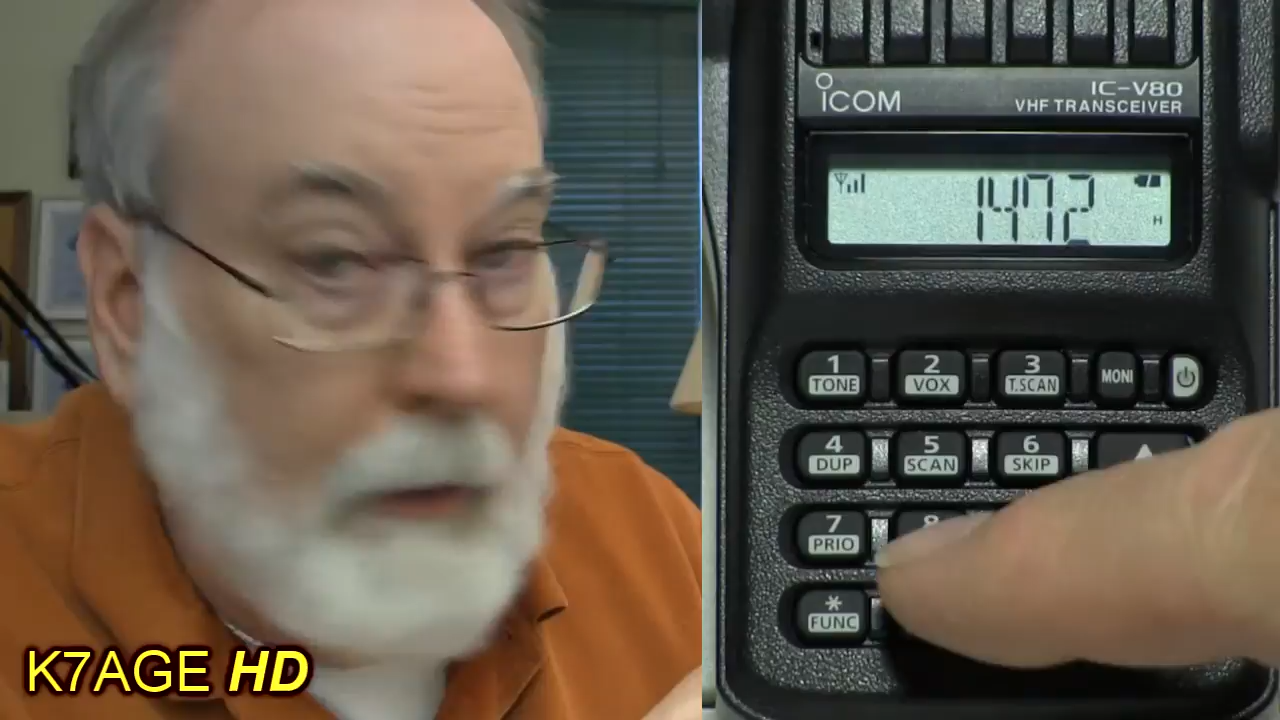 K7AGE HD
ICOM
IC-V80
VHF TRANSCEIVER
1472
H
1 2 3 MONI
TONE VOX T.SCAN
4 5 6
DUP SCAN SKIP
7 8
PRIO
*
FUNC